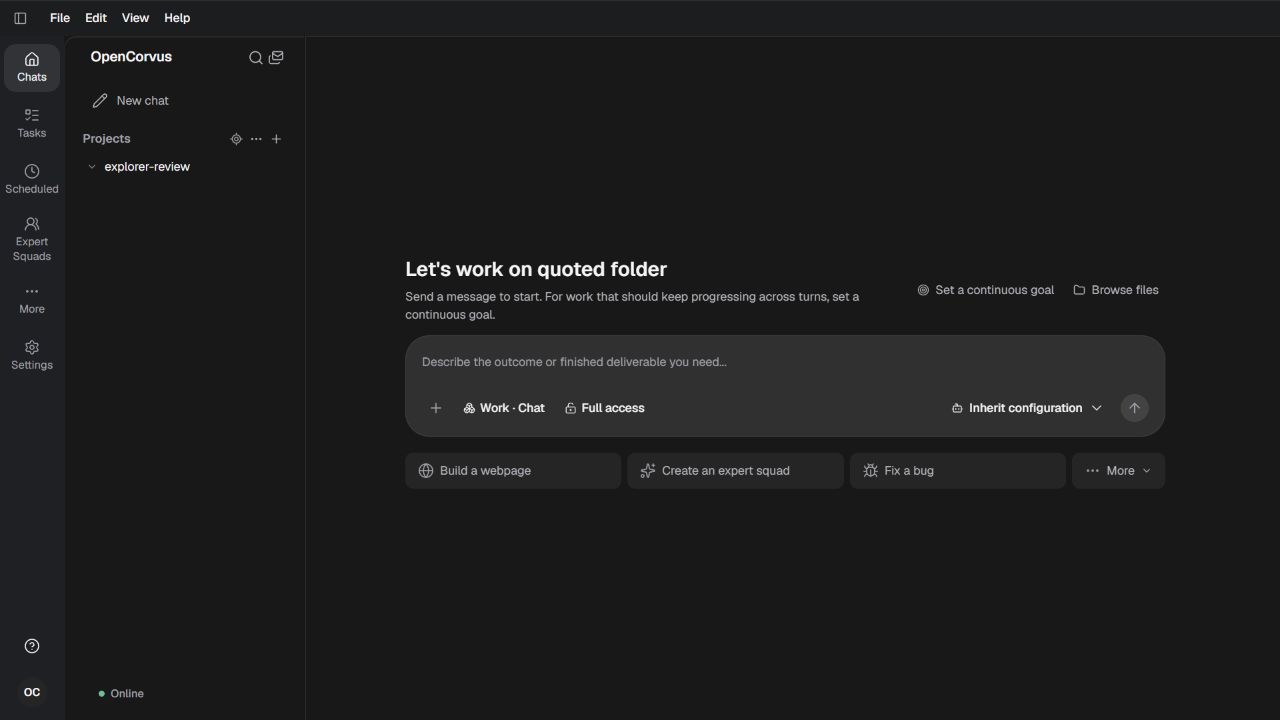 File Edit View Help
Chats
Tasks
Scheduled
Expert
Squads
More
Settings
OC
OpenCorvus
New chat
Projects
explorer-review
Online
Let's work on quoted folder
Send a message to start. For work that should keep progressing across turns, set a
continuous goal.
Set a continuous goal
Browse files
Describe the outcome or finished deliverable you need...
Work · Chat
Full access
Inherit configuration
Build a webpage
Create an expert squad
Fix a bug
More